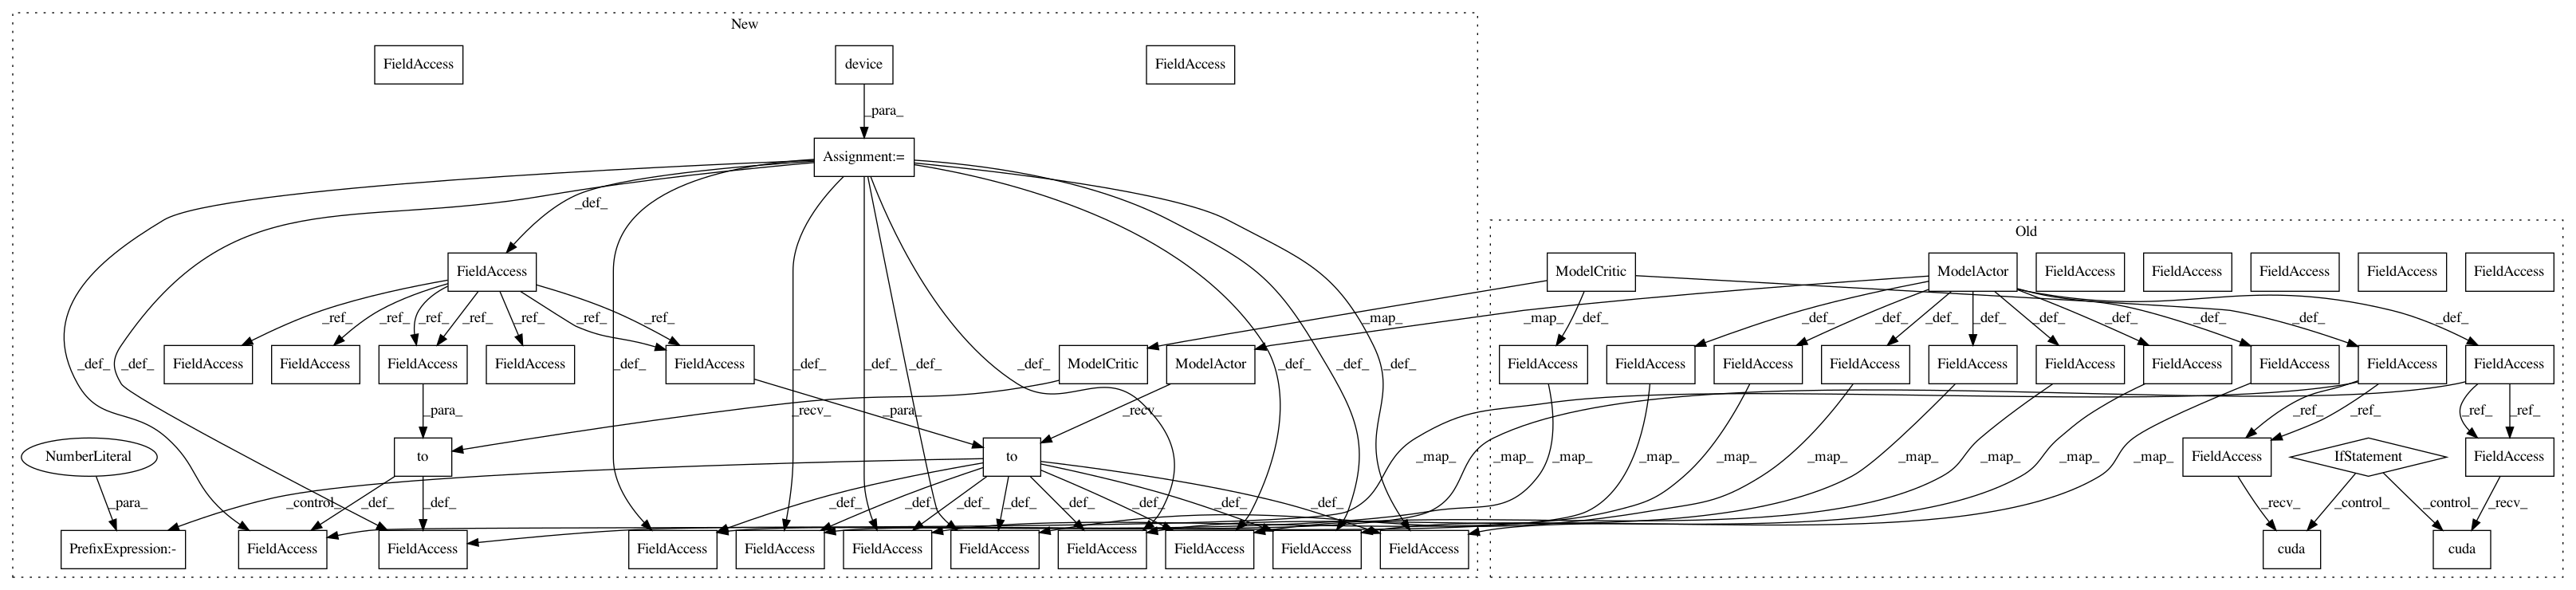 New
FieldAccess
device
FieldAccess
_para_
Assignment:=
Old
_def_
FieldAccess
ModelCritic
ModelActor
FieldAccess
FieldAccess
FieldAccess
FieldAccess
FieldAccess
_ref_
_ref_
_ref_
_ref_
_ref_
_ref_
_ref_
_map_
_map_
_def_
_def_
_def_
_def_
_def_
_def_
_def_
_def_
_def_
_def_
FieldAccess
FieldAccess
FieldAccess
FieldAccess
FieldAccess
ModelCritic
ModelActor
FieldAccess
FieldAccess
FieldAccess
FieldAccess
FieldAccess
FieldAccess
FieldAccess
FieldAccess
FieldAccess
FieldAccess
_def_
_def_
_def_
_def_
_def_
_def_
_def_
_def_
_def_
_def_
_para_
_recv_
_para_
_recv_
_ref_
_ref_
_ref_
_ref_
NumberLiteral
to
to
_map_
_map_
_map_
_map_
_map_
_map_
_map_
_map_
_map_
_map_
FieldAccess
IfStatement
FieldAccess
_para_
_control_
_def_
_def_
_def_
_def_
_def_
_def_
_def_
_def_
_def_
_def_
_recv_
_control_
_control_
_recv_
PrefixExpression:-
FieldAccess
FieldAccess
FieldAccess
FieldAccess
FieldAccess
FieldAccess
FieldAccess
FieldAccess
FieldAccess
FieldAccess
cuda
cuda